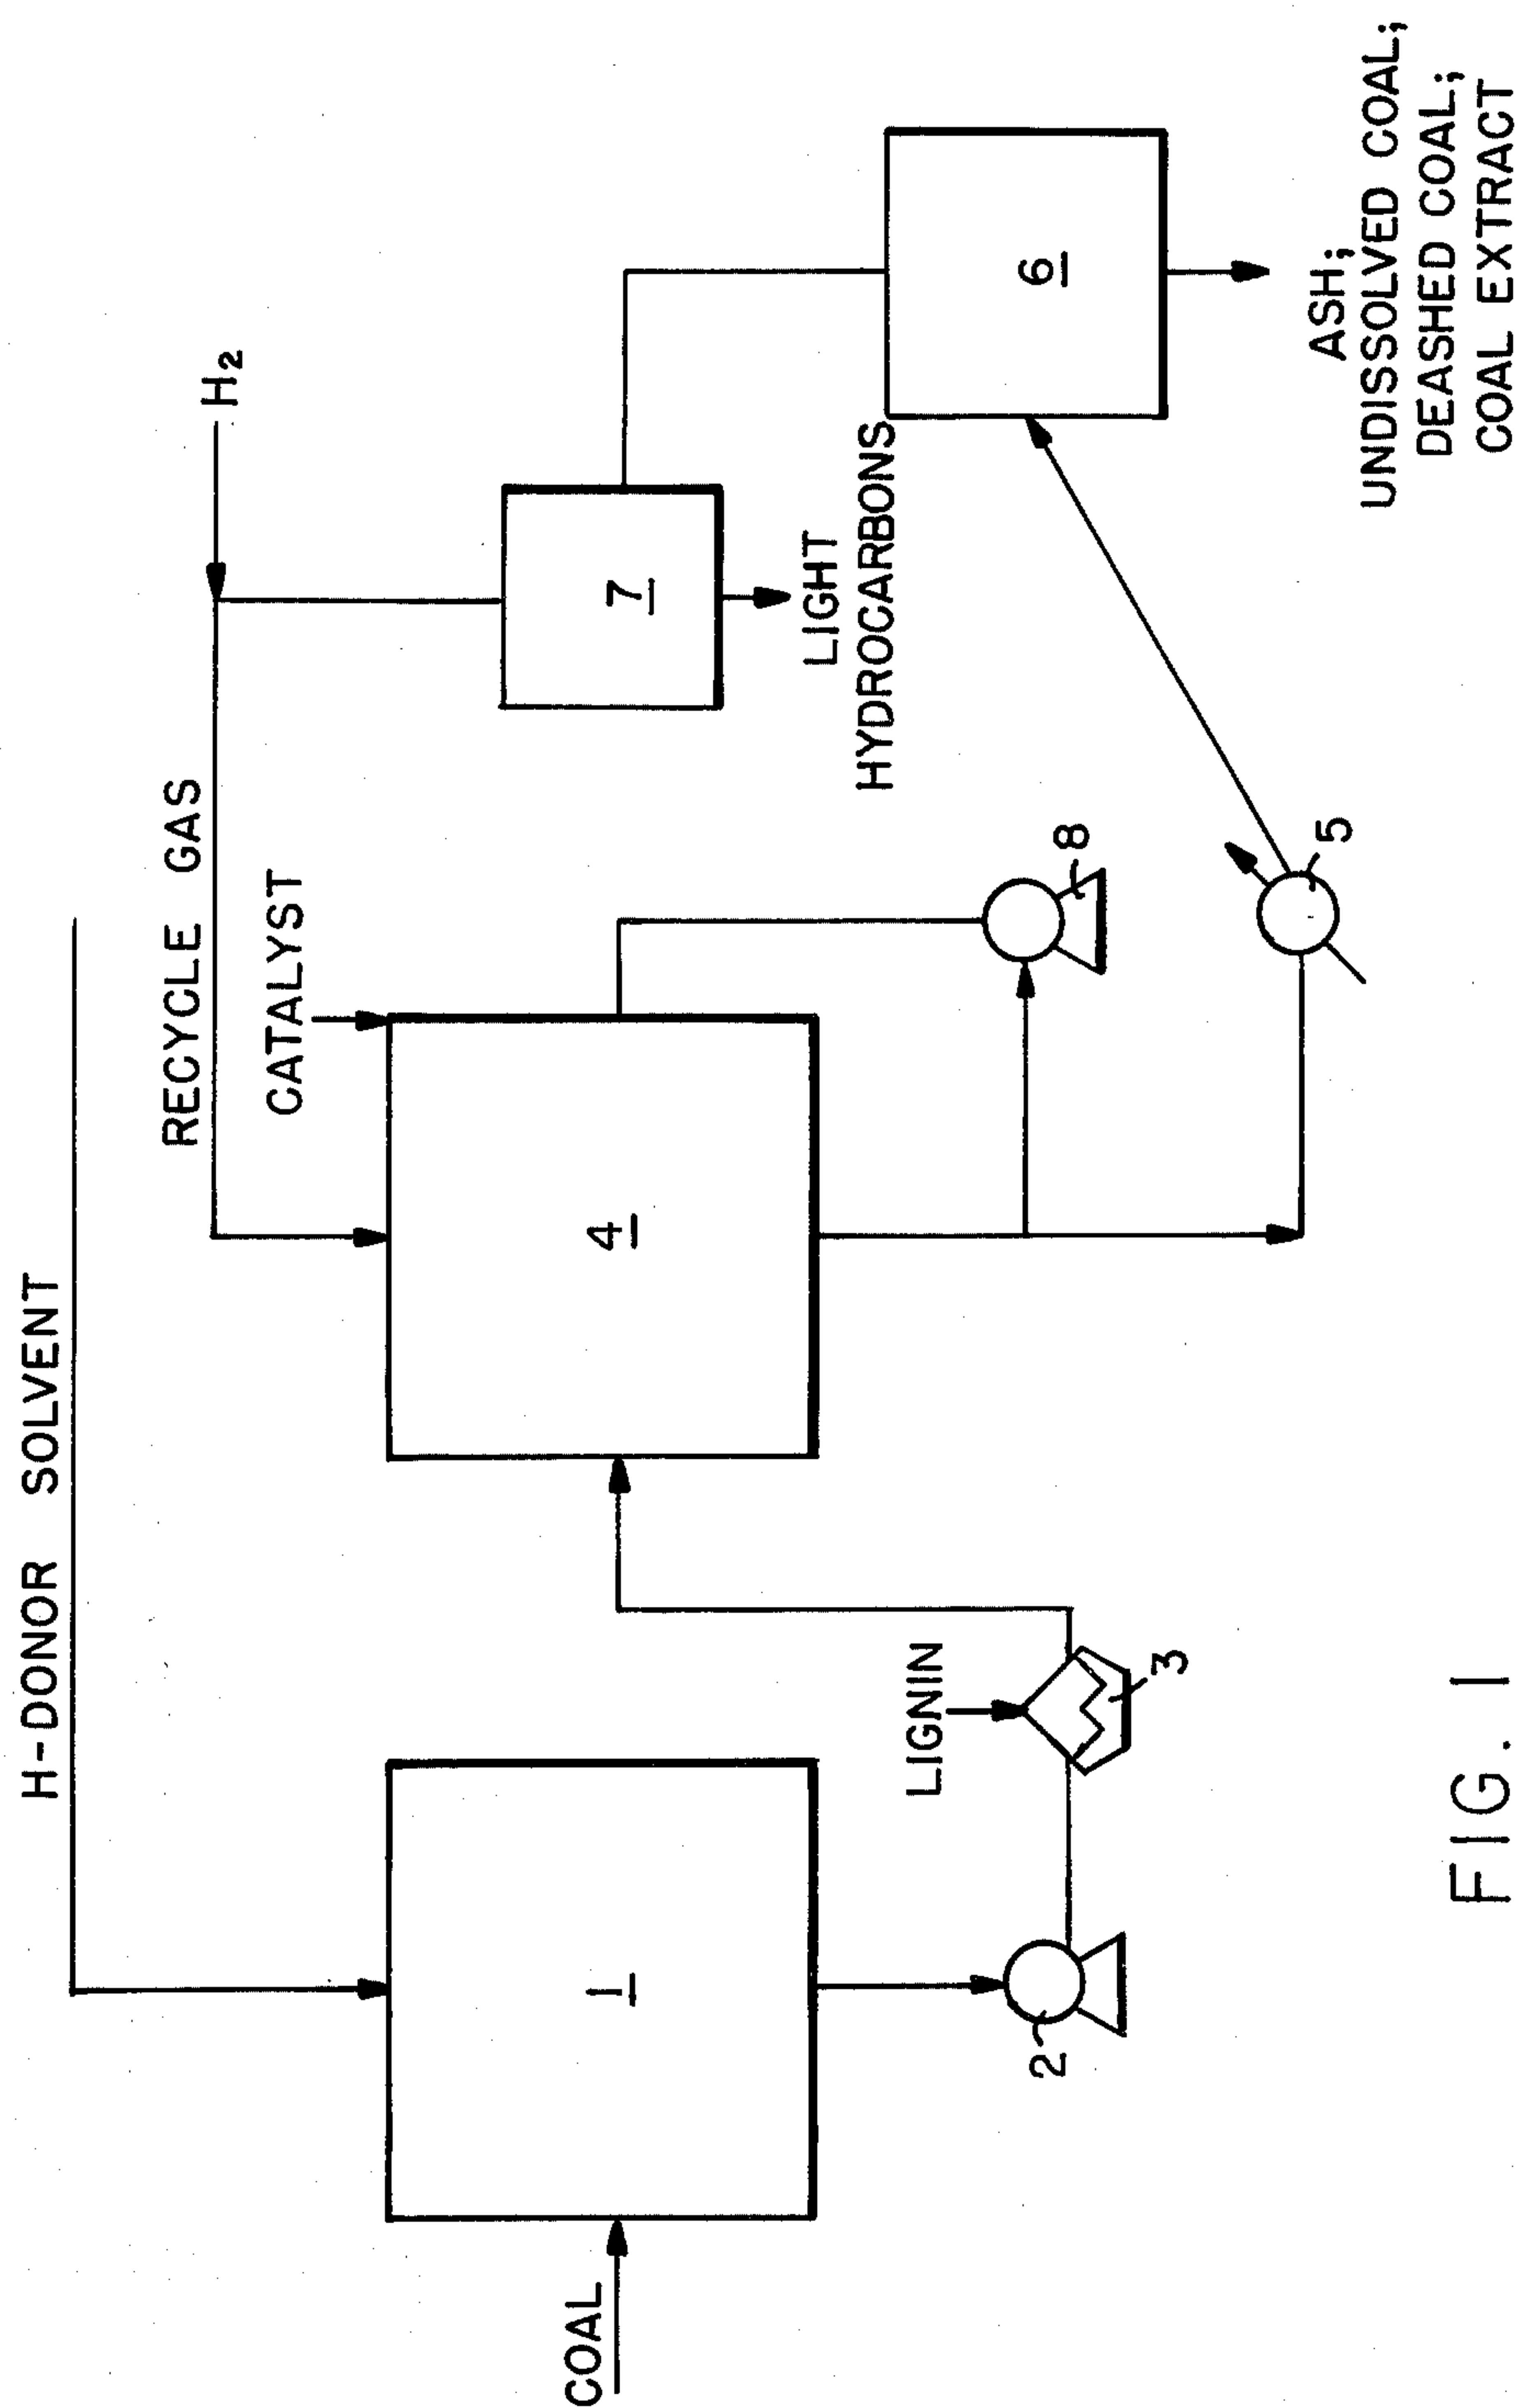 H-DONOR SOLVENT
RECYCLE GAS
H2
CATALYST
COAL
1
4
7
LIGHT
HYDROCARBONS
LIGNIN
2
3
8
6
5
ASH;
UNDISSOLVED COAL;
DEASHED COAL;
COAL EXTRACT
FIG. 1